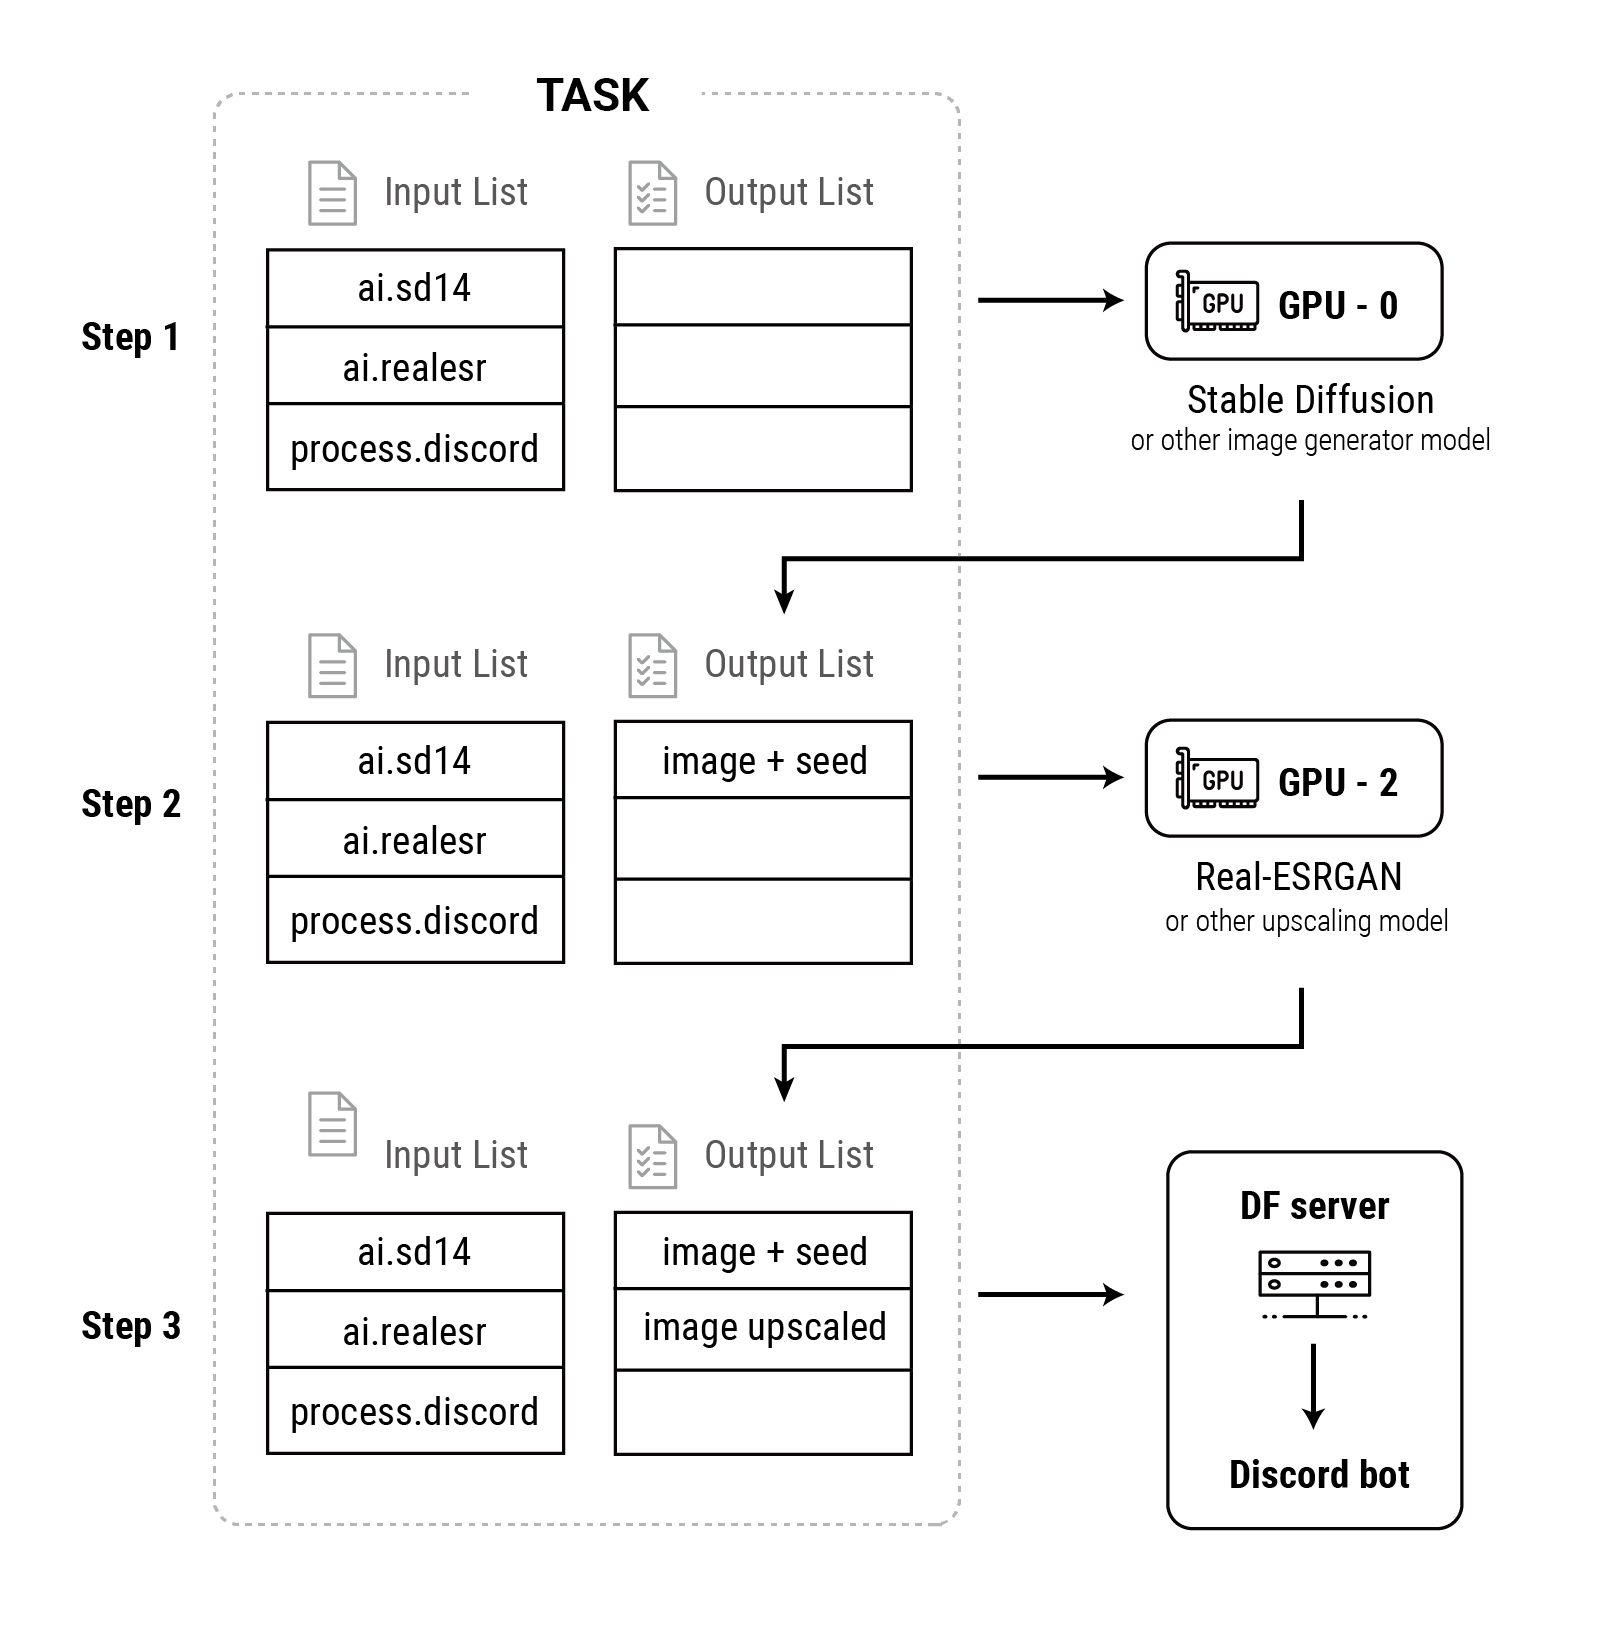 TASK
Input List
Output List
Step 1
ai.sd14
ai.realesr
process.discord
GPU
GPU - 0
Stable Diffusion
or other image generator model
Input List
Output List
Step 2
ai.sd14
image + seed
ai.realesr
process.discord
GPU
GPU - 2
Real-ESRGAN
or other upscaling model
Input List
Output List
Step 3
ai.sd14
image + seed
ai.realesr
image upscaled
process.discord
DF server
Discord bot